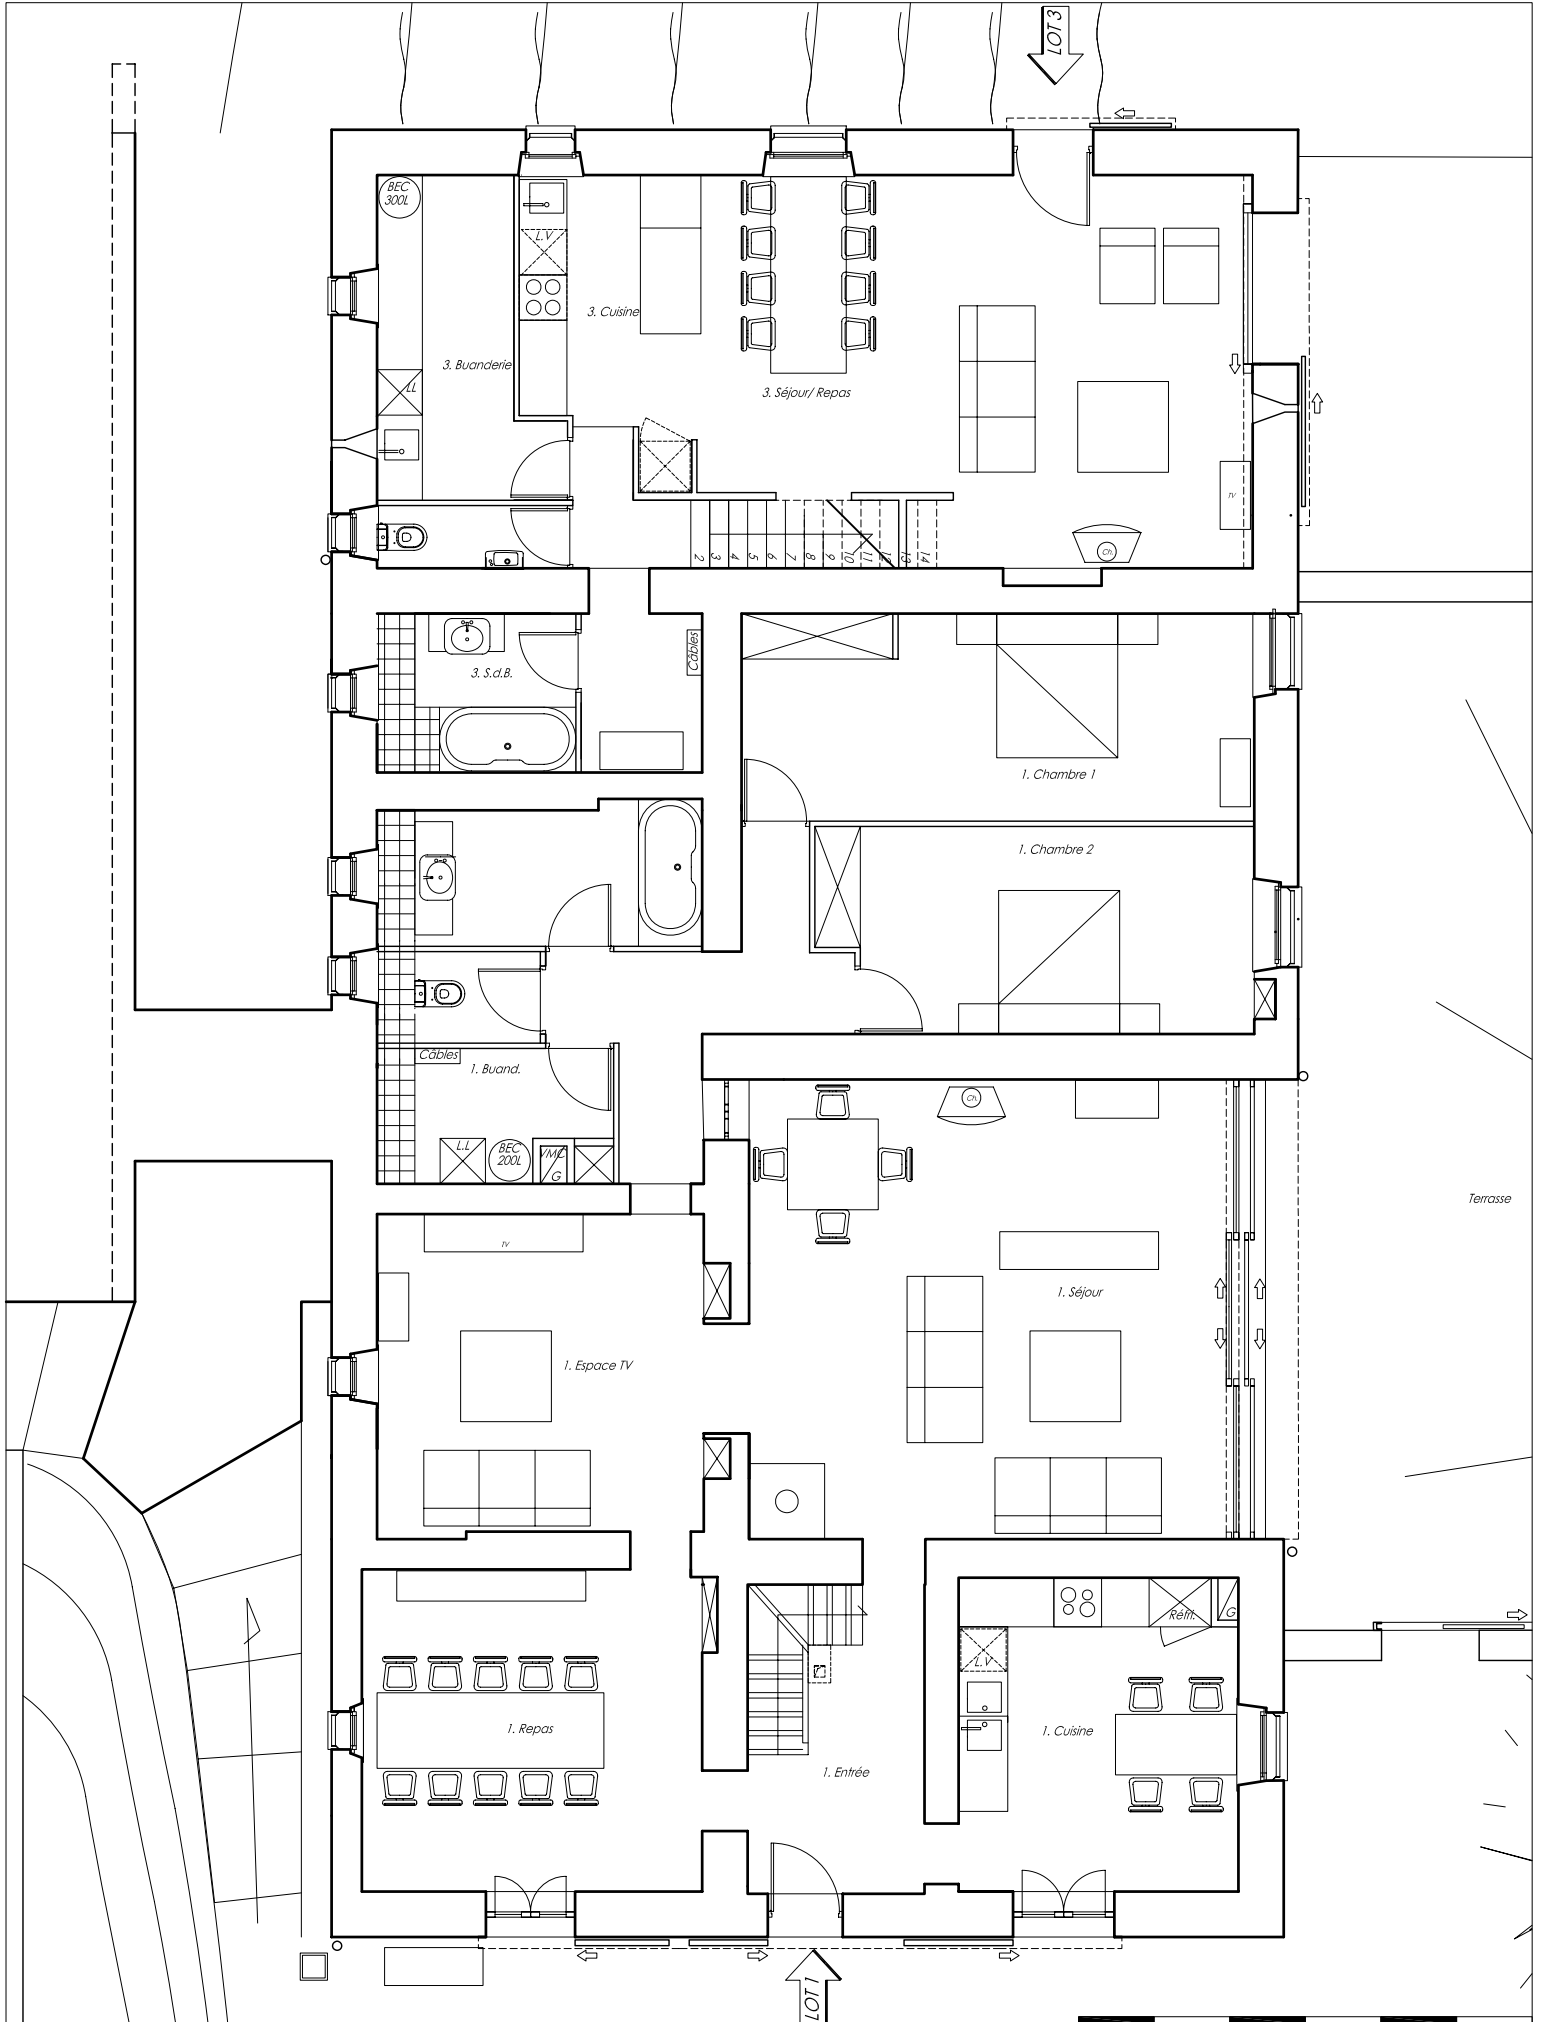 LOT 3
BEC
300L
L.V
3. Cuisine
3. Buanderie
LL
3. Séjour/ Repas
TV
2
3
4
5
6
7
8
9
10
11
12
13
14
Ch.
3. S.d.B.
Câbles
1. Chambre 1
1. Chambre 2
Câbles
1. Buand.
L.L
BEC
200L
VMC
G
Ch.
Terrasse
TV
1. Séjour
1. Espace TV
Réfri.
G
L.V
1. Repas
1. Cuisine
1. Entrée
LOT 1